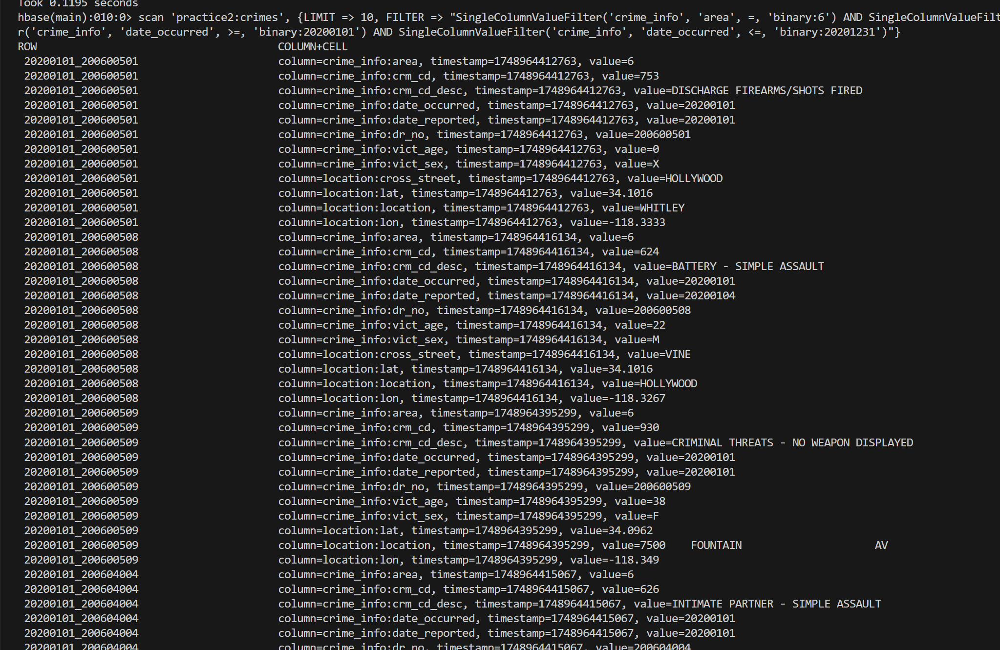 Took 0.1195 seconds
hbase(main):010:0> scan 'practice2:crimes', {LIMIT => 10, FILTER => "SingleColumnValueFilter('crime_info', 'area', =, 'binary:6') AND SingleColumnValueFilt
r('crime_info', 'date_occurred', >=, 'binary:20200101') AND SingleColumnValueFilter('crime_info', 'date_occurred', <=, 'binary:20201231')"}
ROW COLUMN+CELL
20200101_200600501 column=crime_info:area, timestamp=1748964412763, value=6
20200101_200600501 column=crime_info:crm_cd, timestamp=1748964412763, value=753
20200101_200600501 column=crime_info:crm_cd_desc, timestamp=1748964412763, value=DISCHARGE FIREARMS/SHOTS FIRED
20200101_200600501 column=crime_info:date_occurred, timestamp=1748964412763, value=20200101
20200101_200600501 column=crime_info:date_reported, timestamp=1748964412763, value=20200101
20200101_200600501 column=crime_info:dr_no, timestamp=1748964412763, value=200600501
20200101_200600501 column=crime_info:vict_age, timestamp=1748964412763, value=0
20200101_200600501 column=crime_info:vict_sex, timestamp=1748964412763, value=X
20200101_200600501 column=location:cross_street, timestamp=1748964412763, value=HOLLYWOOD
20200101_200600501 column=location:lat, timestamp=1748964412763, value=34.1016
20200101_200600501 column=location:location, timestamp=1748964412763, value=WHITLEY
20200101_200600501 column=location:lon, timestamp=1748964412763, value=-118.3333
20200101_200600508 column=crime_info:area, timestamp=1748964416134, value=6
20200101_200600508 column=crime_info:crm_cd, timestamp=1748964416134, value=624
20200101_200600508 column=crime_info:crm_cd_desc, timestamp=1748964416134, value=BATTERY - SIMPLE ASSAULT
20200101_200600508 column=crime_info:date_occurred, timestamp=1748964416134, value=20200101
20200101_200600508 column=crime_info:date_reported, timestamp=1748964416134, value=20200104
20200101_200600508 column=crime_info:dr_no, timestamp=1748964416134, value=200600508
20200101_200600508 column=crime_info:vict_age, timestamp=1748964416134, value=22
20200101_200600508 column=crime_info:vict_sex, timestamp=1748964416134, value=M
20200101_200600508 column=location:cross_street, timestamp=1748964416134, value=VINE
20200101_200600508 column=location:lat, timestamp=1748964416134, value=34.1016
20200101_200600508 column=location:location, timestamp=1748964416134, value=HOLLYWOOD
20200101_200600508 column=location:lon, timestamp=1748964416134, value=-118.3267
20200101_200600509 column=crime_info:area, timestamp=1748964395299, value=6
20200101_200600509 column=crime_info:crm_cd, timestamp=1748964395299, value=930
20200101_200600509 column=crime_info:crm_cd_desc, timestamp=1748964395299, value=CRIMINAL THREATS - NO WEAPON DISPLAYED
20200101_200600509 column=crime_info:date_occurred, timestamp=1748964395299, value=20200101
20200101_200600509 column=crime_info:date_reported, timestamp=1748964395299, value=20200101
20200101_200600509 column=crime_info:dr_no, timestamp=1748964395299, value=200600509
20200101_200600509 column=crime_info:vict_age, timestamp=1748964395299, value=38
20200101_200600509 column=crime_info:vict_sex, timestamp=1748964395299, value=F
20200101_200600509 column=location:lat, timestamp=1748964395299, value=34.0962
20200101_200600509 column=location:location, timestamp=1748964395299, value=7500 FOUNTAIN AV
20200101_200600509 column=location:lon, timestamp=1748964395299, value=-118.349
20200101_200604004 column=crime_info:area, timestamp=1748964415067, value=6
20200101_200604004 column=crime_info:crm_cd, timestamp=1748964415067, value=626
20200101_200604004 column=crime_info:crm_cd_desc, timestamp=1748964415067, value=INTIMATE PARTNER - SIMPLE ASSAULT
20200101_200604004 column=crime_info:date_occurred, timestamp=1748964415067, value=20200101
20200101_200604004 column=crime_info:date_reported, timestamp=1748964415067, value=20200101
20200101_200604004 column=crime_info:dr_no, timestamp=1748964415067, value=200604004